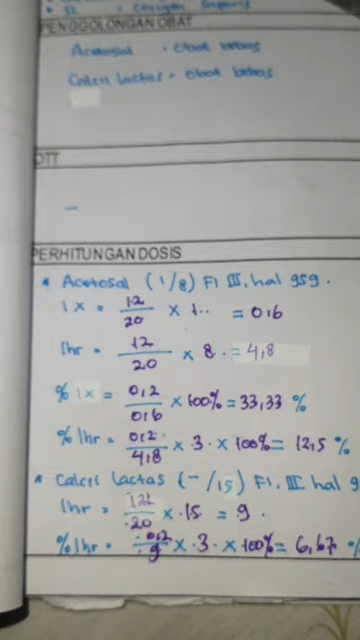 PENGGOLONGAN OBAT
Acetosal = Obat bebas
Calcii lactas = Obat bebas
OTT
–
PERHITUNGAN DOSIS
* Acetosal (1/8) FI III, hal 959.
1x = 12/20 x 1.. = 0,6
1hr = 12/20 x 8. = 4,8
% 1x = 0,2/0,6 x 100% = 33,33 %
% 1hr = 0,2./4,8 x .3. x 100% = 12,5 %
* Calcii lactas (-/15) FI. III hal 9
1hr = 12/.20 x .15 = 9.
% 1hr = 0,2/9 x .3. x 100% = 6,67 %